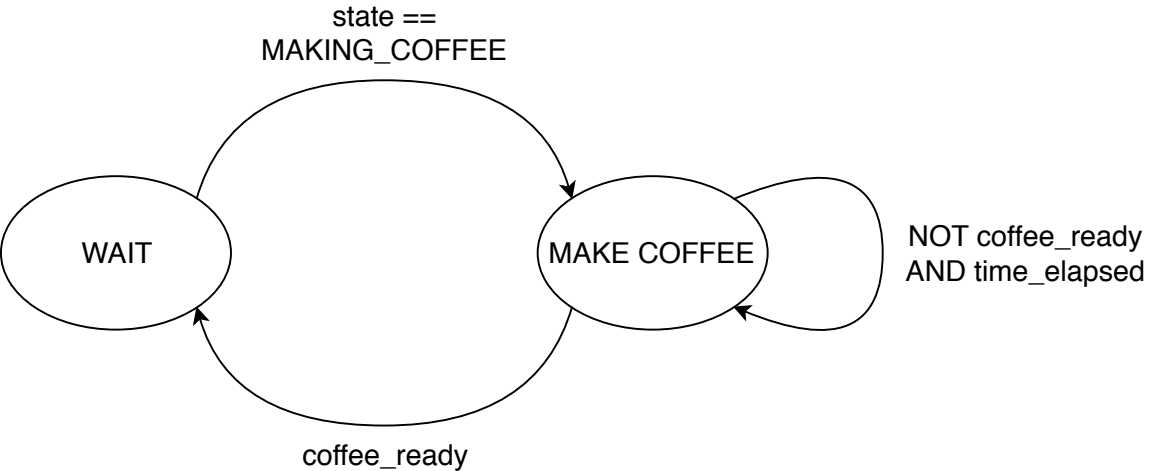 state ==
MAKING_COFFEE
WAIT
MAKE COFFEE
NOT coffee_ready
AND time_elapsed
coffee_ready